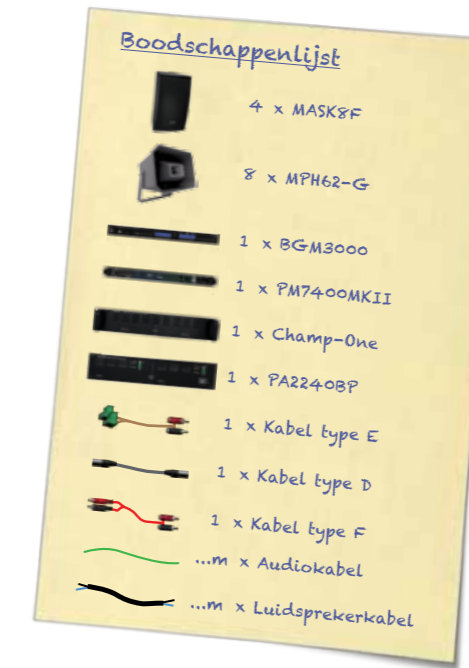 Boodschappenlijst
4 x MASK8F
8 x MPH62-G
1 x BGM3000
1 x PM7400MKII
1 x Champ-One
1 x PA2240BP
1 x Kabel type E
1 x Kabel type D
1 x Kabel type F
...m x Audiokabel
...m x Luidsprekerkabel